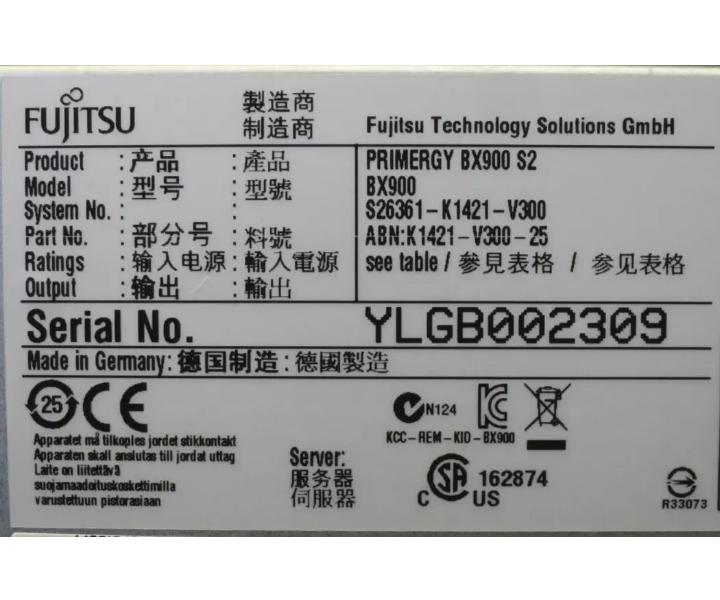 FUJITSU
製造商
制造商
Fujitsu Technology Solutions GmbH
Product : 产品 : 產品 PRIMERGY BX900 S2
Model : 型号 : 型號 BX900
System No. : : S26361-K1421-V300
Part No. : 部分号 : 料號 ABN:K1421-V300-25
Ratings : 输入电源 : 輸入電源 see table / 參見表格 / 参见表格
Output : 输出 : 輸出
Serial No. YLGB002309
Made in Germany: 德国制造 : 德國製造
25 CE
N124
KCC-REM-KID-BX900
Apparatet må tilkoples jordet stikkontakt
Apparaten skall anslutas till jordat uttag
Laite on liitettävä
suojamaadoituskoskettimilla
varustettuun pistorasiaan
Server:
服务器
伺服器
C SA US 162874
R33073